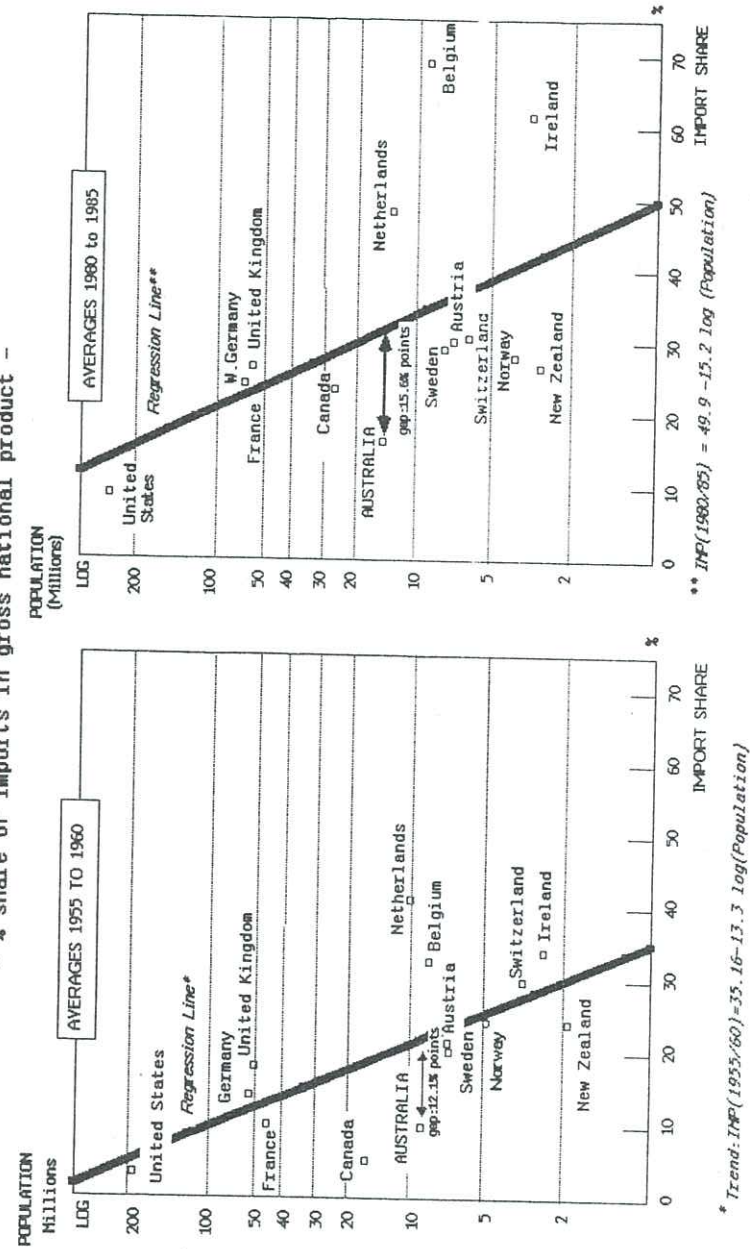 % share of imports in gross national product -
POPULATION
Millions
AVERAGES 1955 TO 1960
LOG
200
100
50
40
30
20
10
5
2
United States
Regression Line*
Germany
United Kingdom
France
Canada
AUSTRALIA
gap:12.1% points
Netherlands
Belgium
Austria
Sweden
Norway
Switzerland
Ireland
New Zealand
0
10
20
30
40
50
60
70
%
IMPORT SHARE
* Trend:IMP(1955/60)=35.16-13.3 log(Population)
POPULATION
(Millions)
AVERAGES 1980 to 1985
LOG
200
100
50
40
30
20
10
5
2
United
States
Regression Line**
W.Germany
France
United Kingdom
Canada
AUSTRALIA
gap:15.6% points
Netherlands
Belgium
Sweden
Austria
Switzerland
Norway
New Zealand
Ireland
0
10
20
30
40
50
60
70
%
IMPORT SHARE
** IMP(1980/85) = 49.9 -15.2 log (Population)